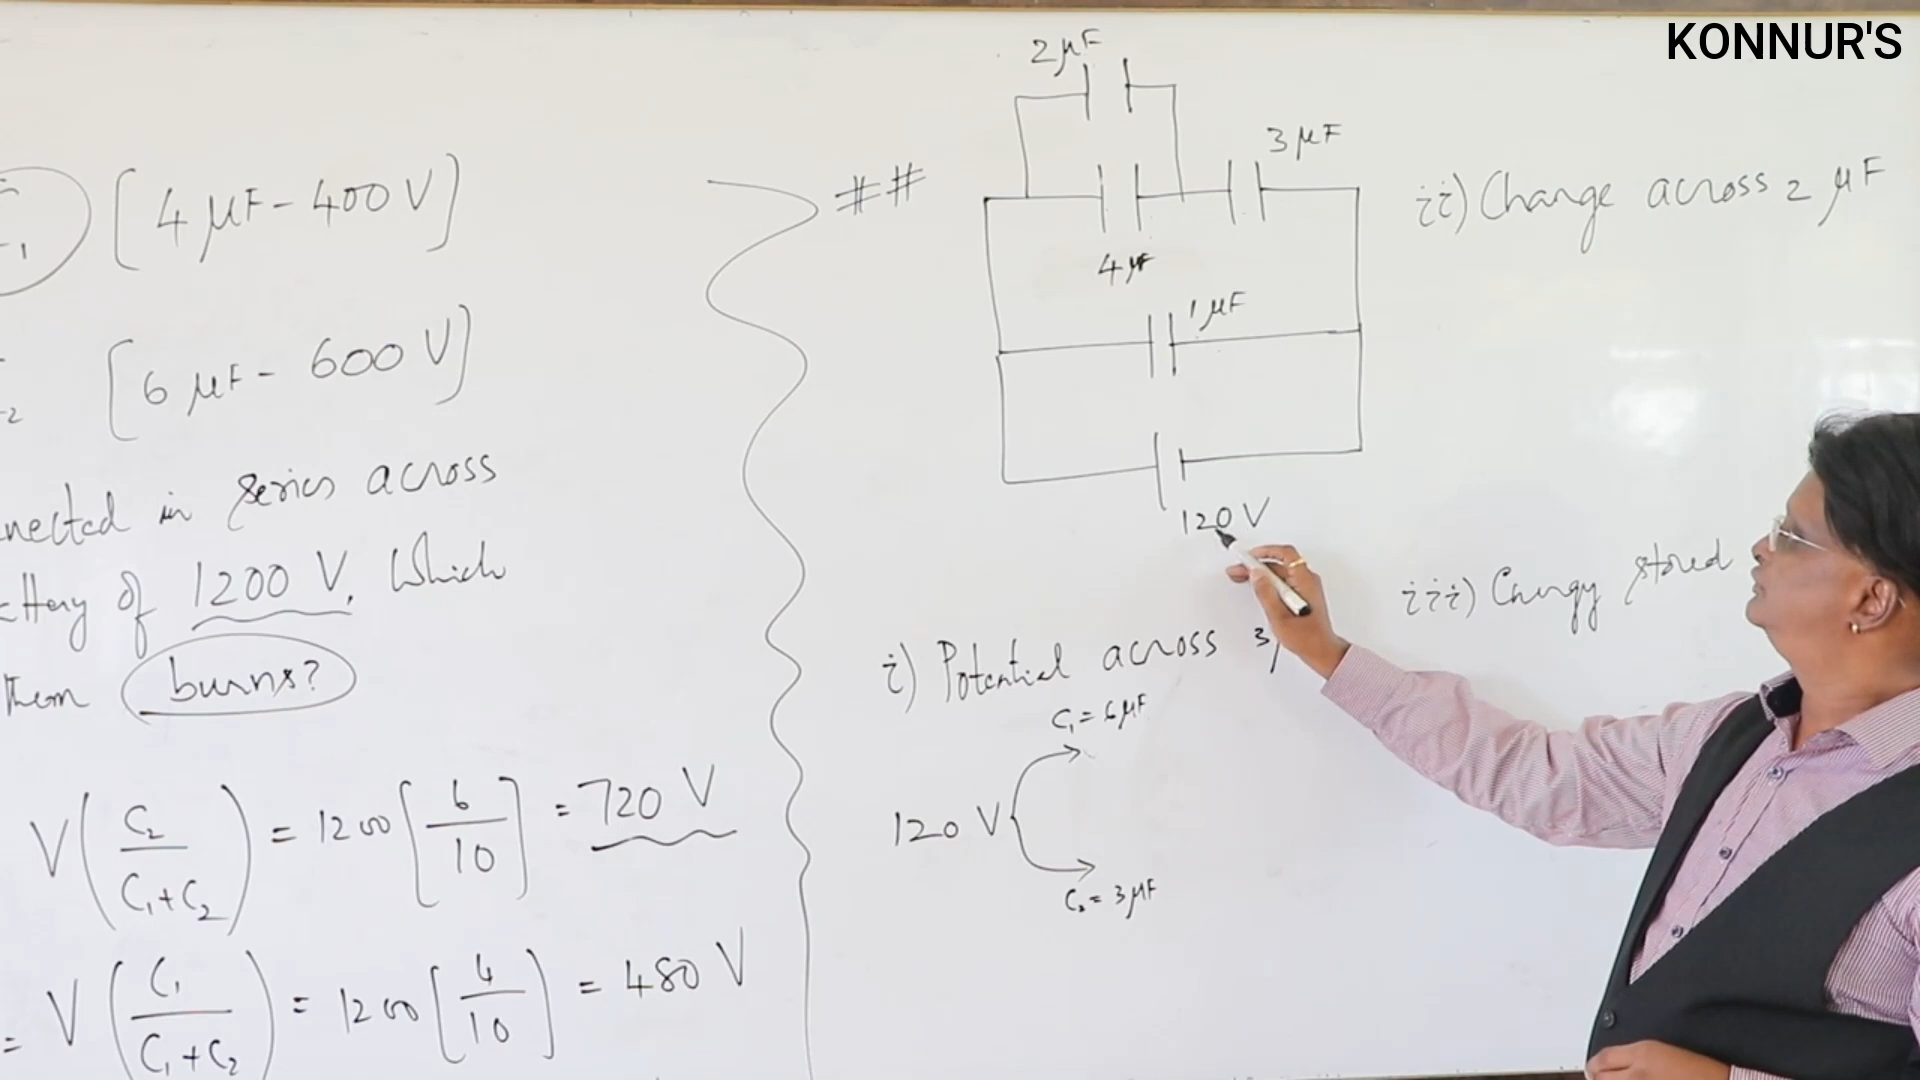 KONNUR'S
[4 μF - 400 V]
1
[6 μF - 600 V]
2
nected in series across
ttery of 1200 V, Which
them burns?
V(C₂/C₁+C₂) = 1200[6/10] = 720 V
= V(C₁/C₁+C₂) = 1200[4/10] = 480 V
##
2 μF
3 μF
4 μF
1 μF
120 V
i) Potential across 3
C₁ = 6 μF
120 V
C₂ = 3 μF
ii) Charge across 2 μF
iii) Energy stored